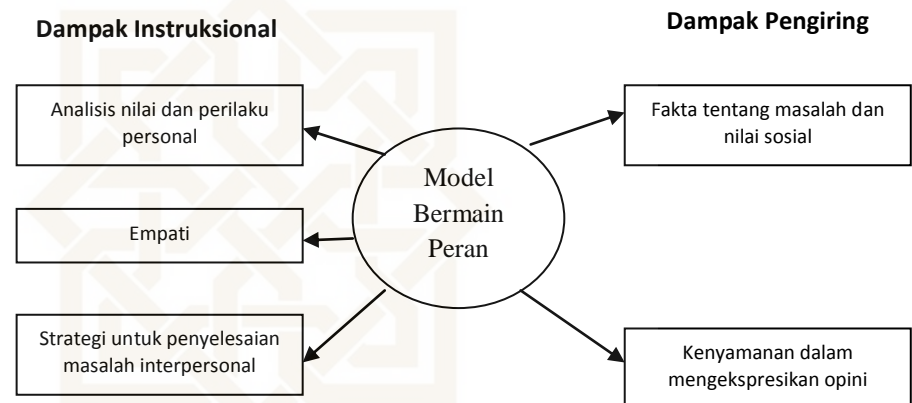 Dampak Instruksional
Dampak Pengiring
Analisis nilai dan perilaku
personal
Empati
Strategi untuk penyelesaian
masalah interpersonal
Model
Bermain
Peran
Fakta tentang masalah dan
nilai sosial
Kenyamanan dalam
mengekspresikan opini